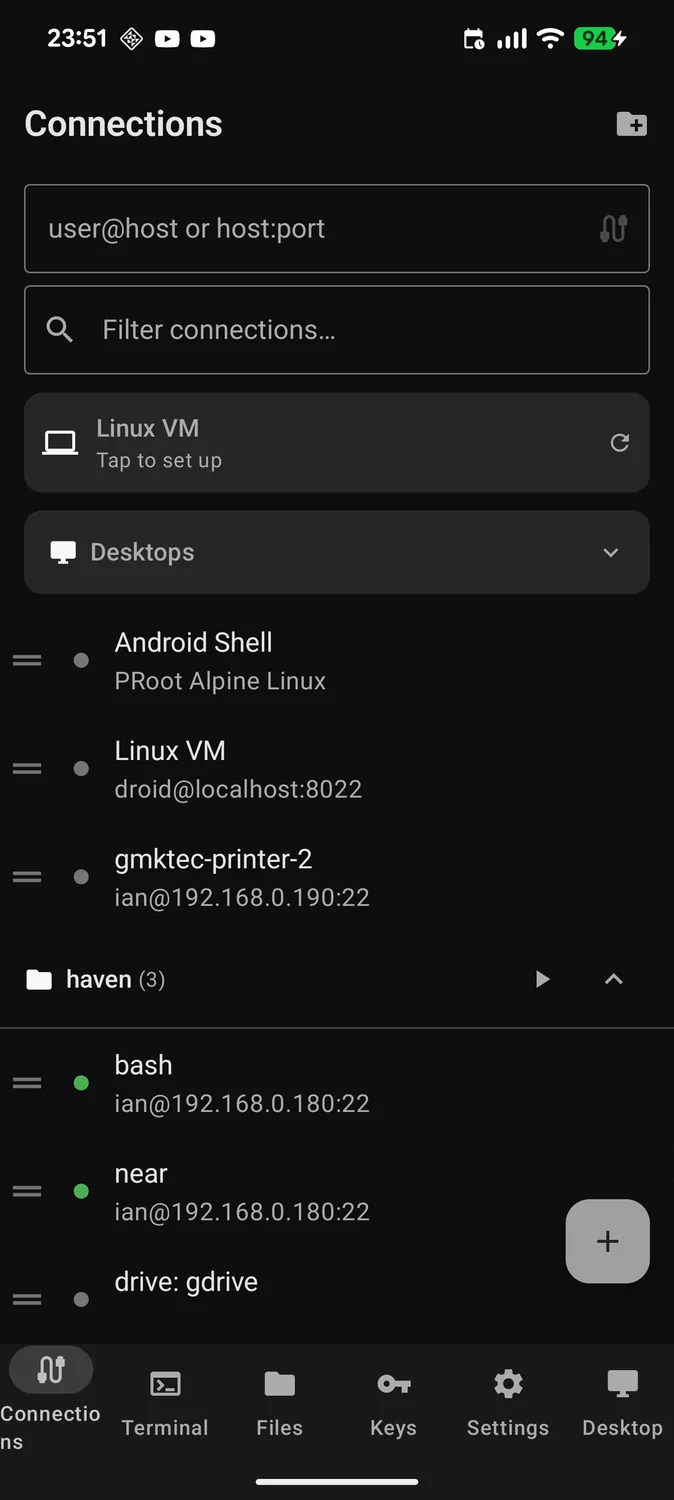 23:51
94
Connections
user@host or host:port
Filter connections...
Linux VM
Tap to set up
Desktops
Android Shell
PRoot Alpine Linux
Linux VM
droid@localhost:8022
gmktec-printer-2
ian@192.168.0.190:22
haven (3)
bash
ian@192.168.0.180:22
near
ian@192.168.0.180:22
drive: gdrive
Connectio
ns
Terminal
Files
Keys
Settings
Desktop